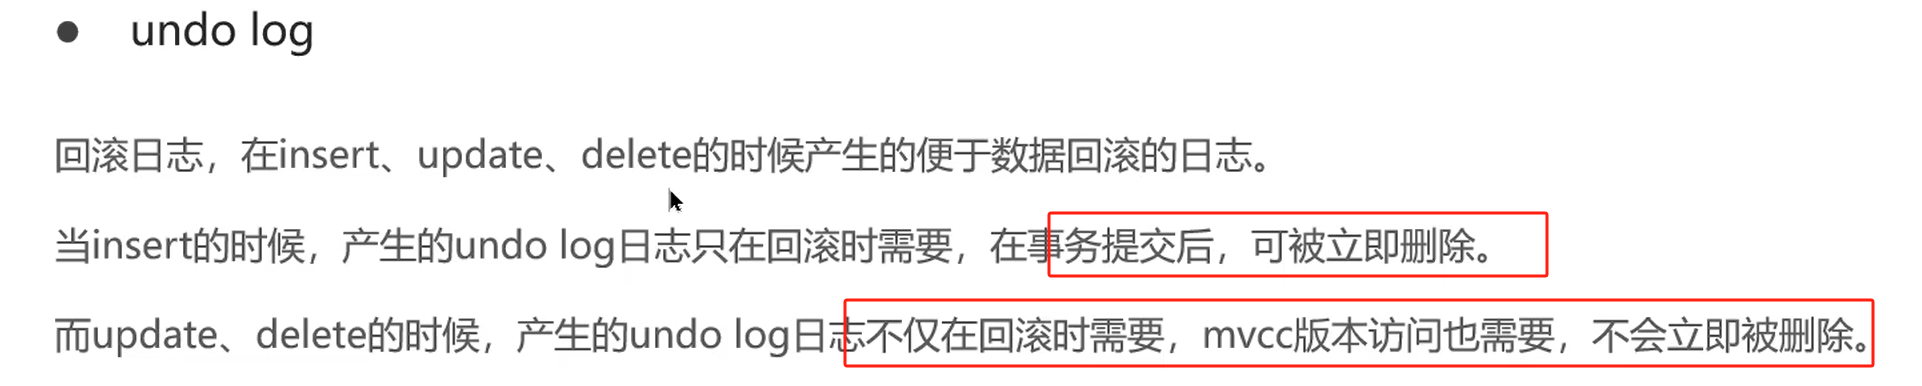 ● undo log
回滚日志，在insert、update、delete的时候产生的便于数据回滚的日志。
当insert的时候，产生的undo log日志只在回滚时需要，在事务提交后，可被立即删除。
而update、delete的时候，产生的undo log日志不仅在回滚时需要，mvcc版本访问也需要，不会立即被删除。